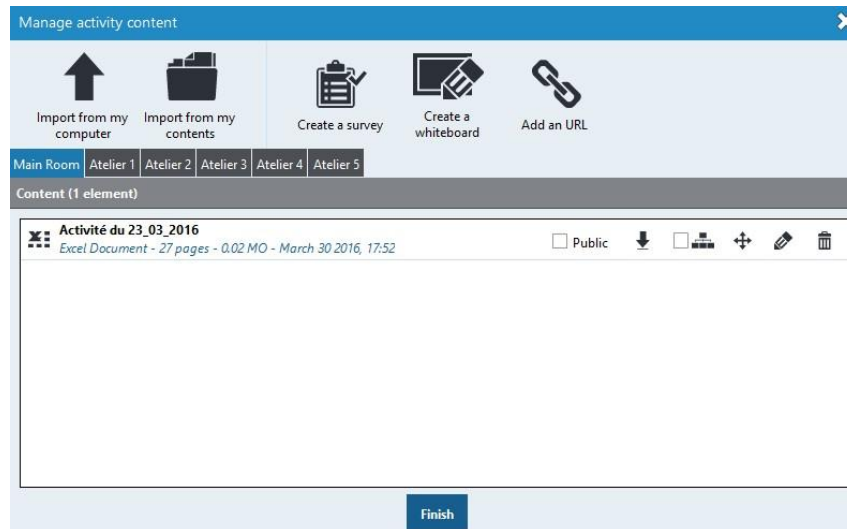 Manage activity content
Import from my
computer
Import from my
contents
Create a survey
Create a
whiteboard
Add an URL
Main Room Atelier 1 Atelier 2 Atelier 3 Atelier 4 Atelier 5
Content (1 element)
Activité du 23_03_2016
Excel Document - 27 pages - 0.02 MO - March 30 2016, 17:52
Public
Finish